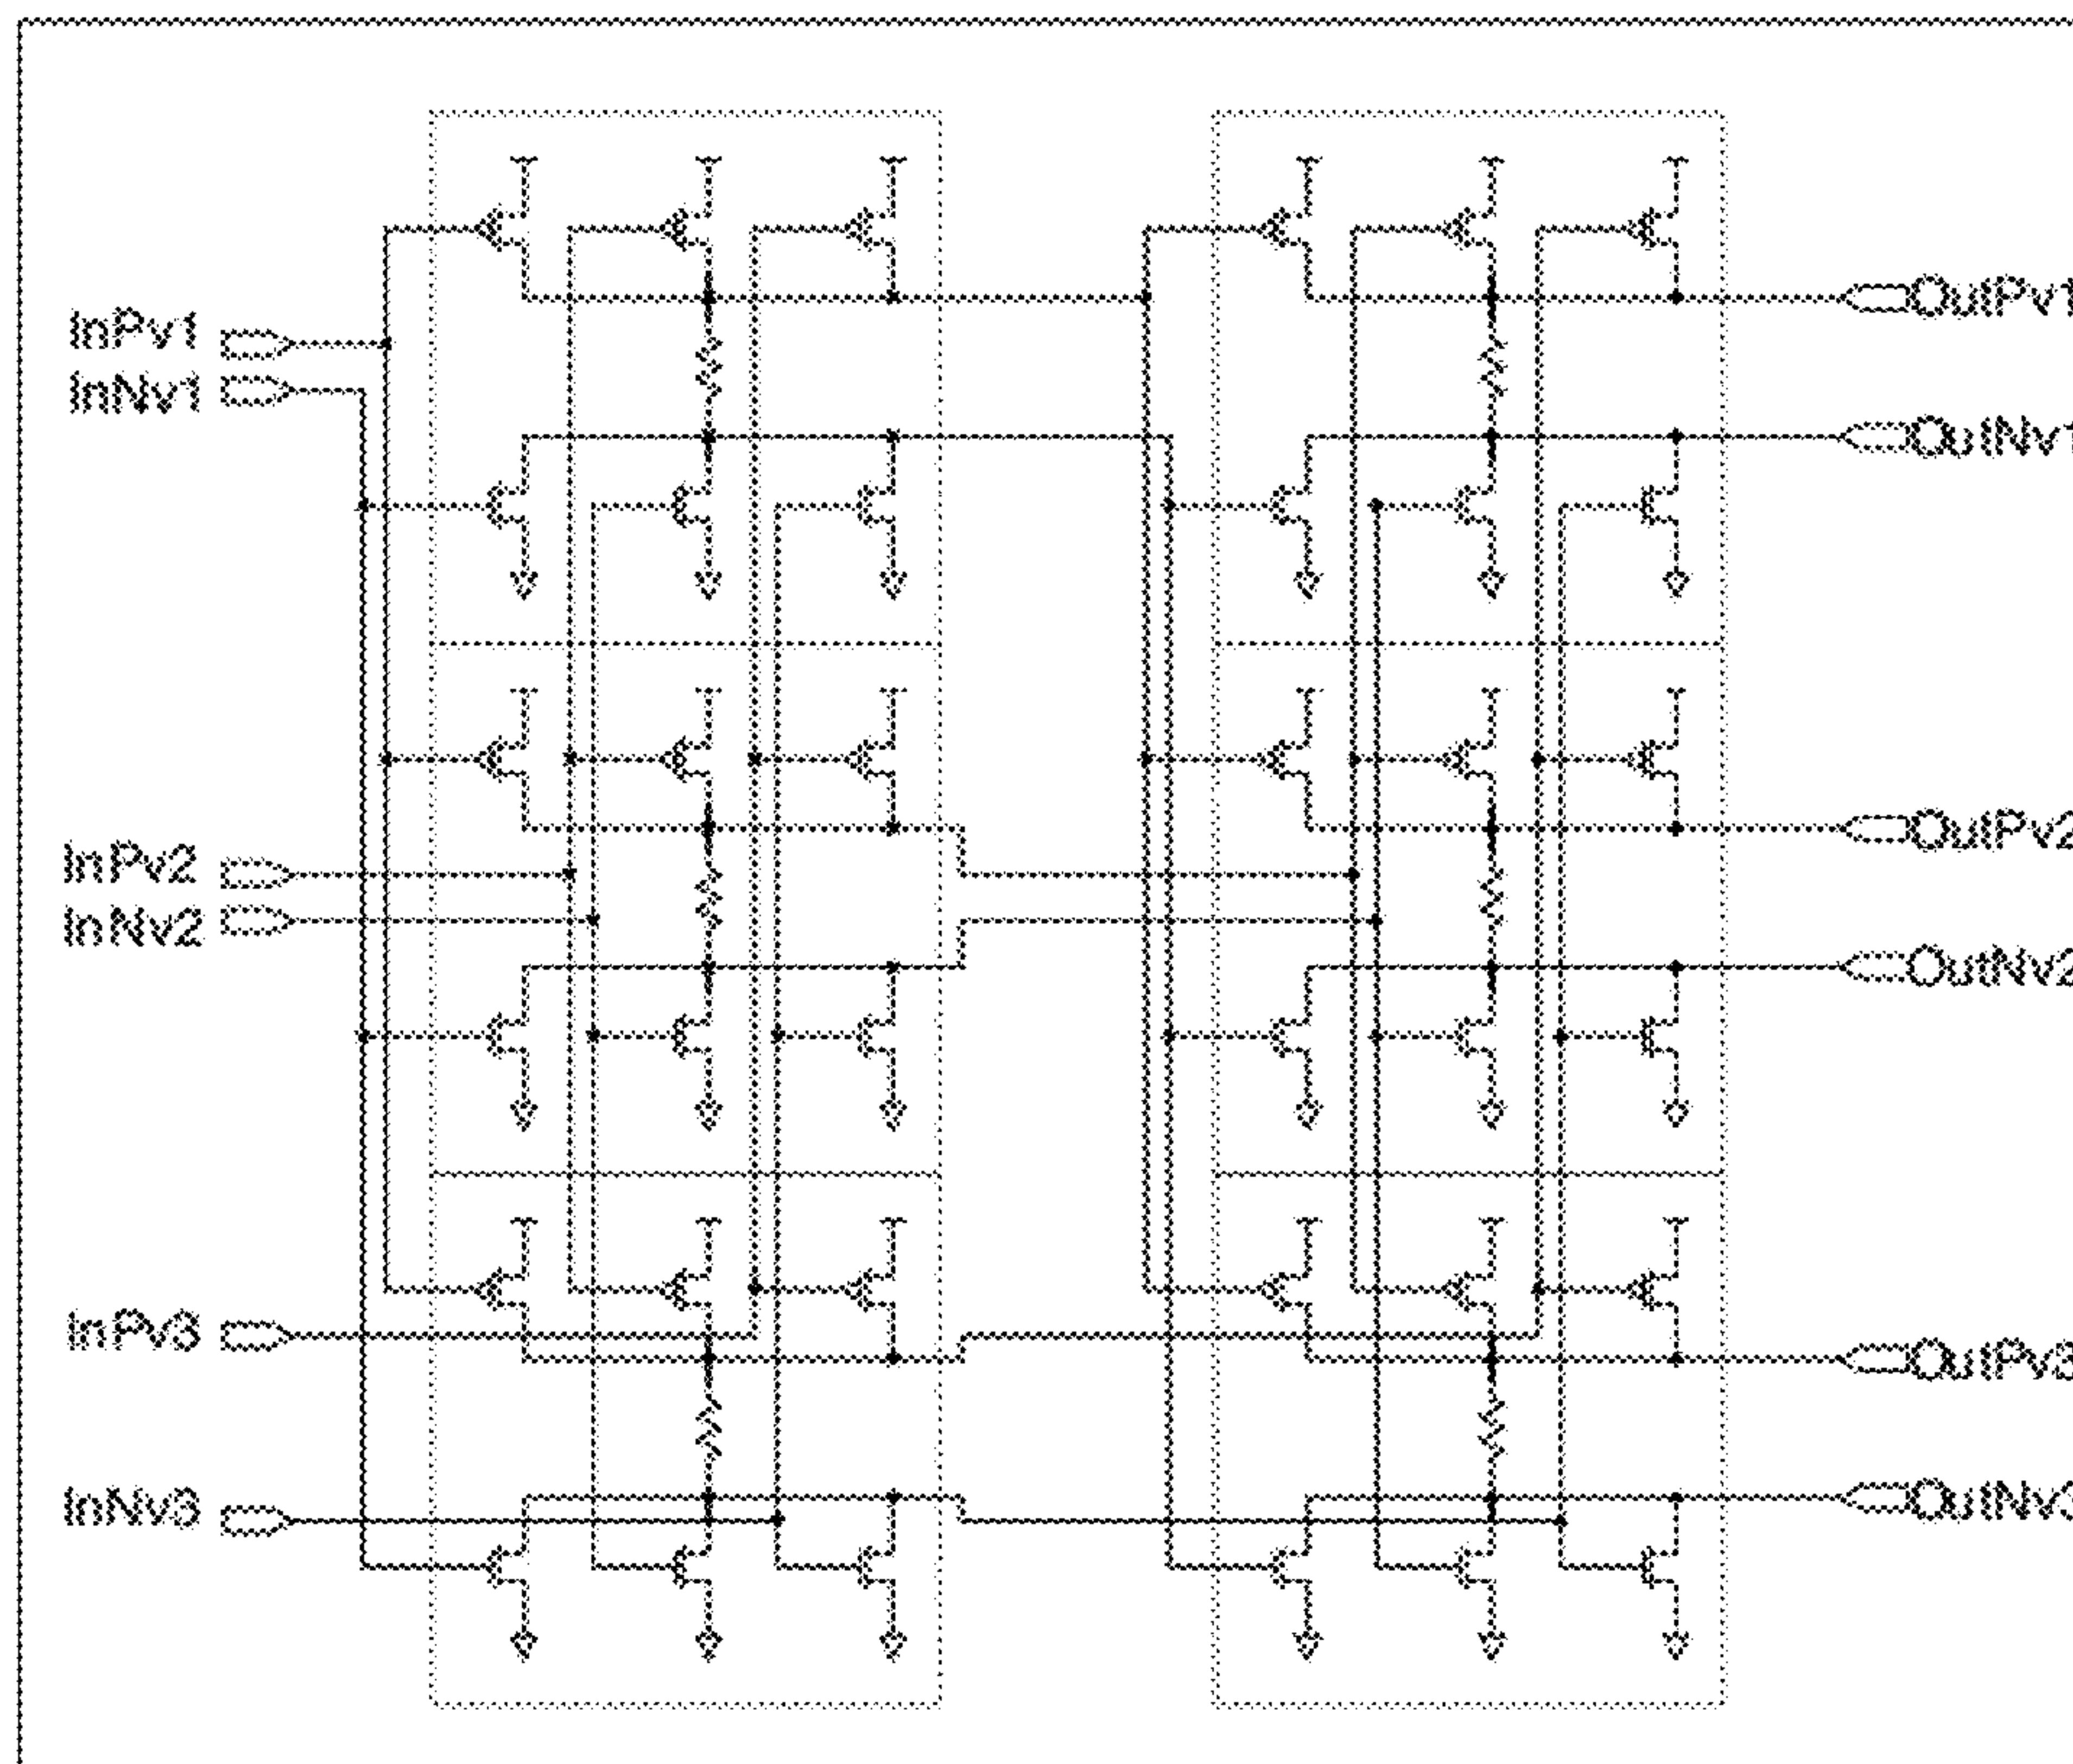 InPv1
InNv1
InPv2
InNv2
InPv3
InNv3
OutPv1
OutNv1
OutPv2
OutNv2
OutPv3
OutNv3